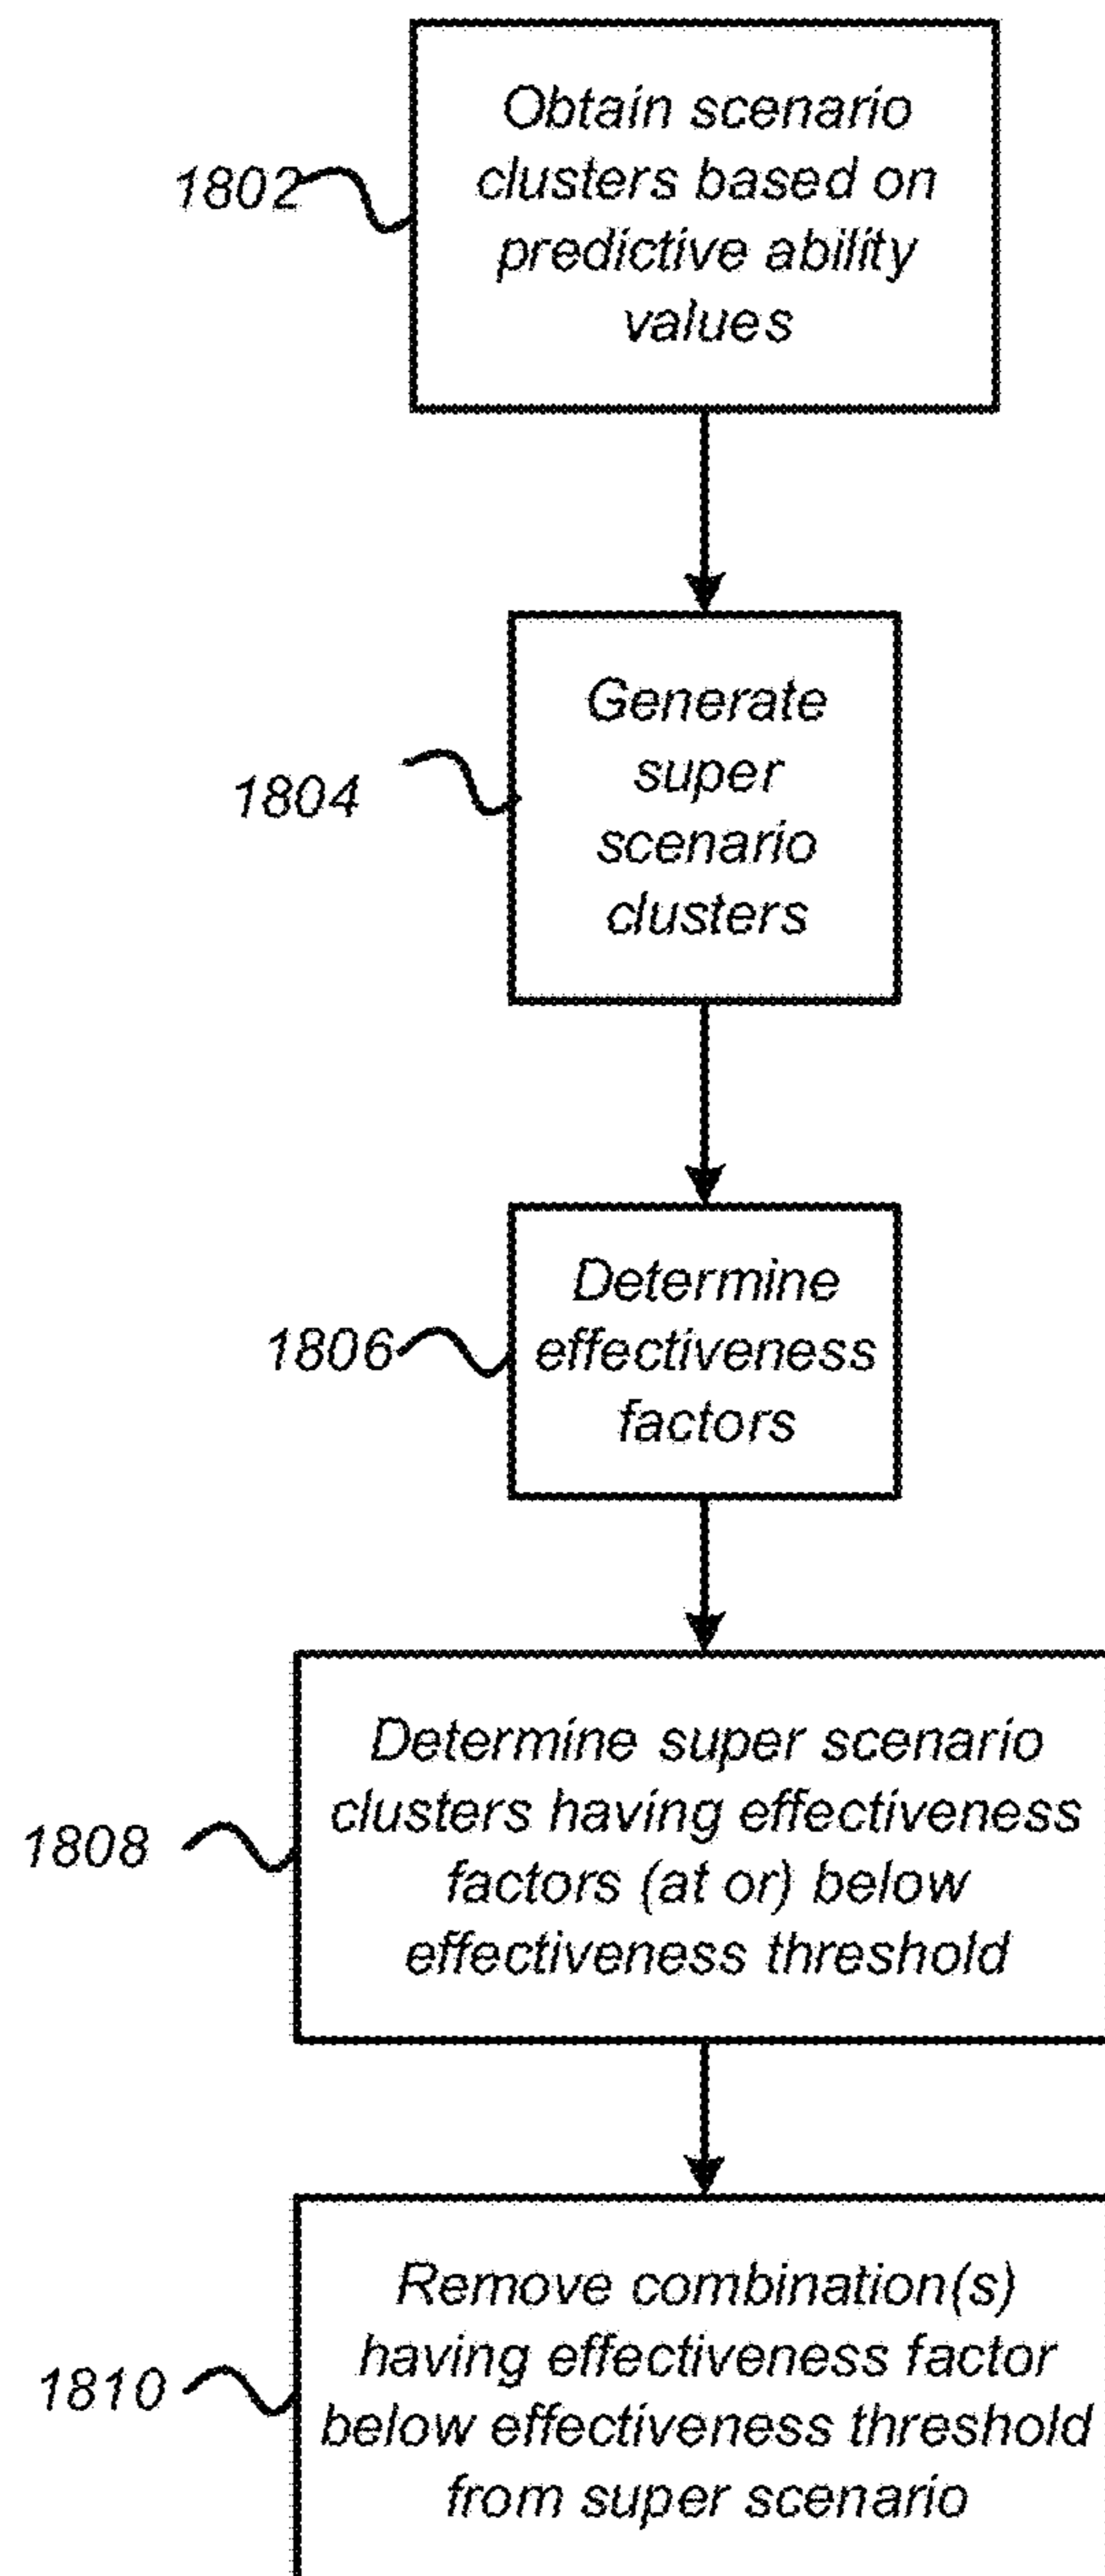 Obtain scenario
clusters based on
predictive ability
values
1802
Generate
super
scenario
clusters
1804
Determine
effectiveness
factors
1806
Determine super scenario
clusters having effectiveness
factors (at or) below
effectiveness threshold
1808
Remove combination(s)
having effectiveness factor
below effectiveness threshold
from super scenario
1810